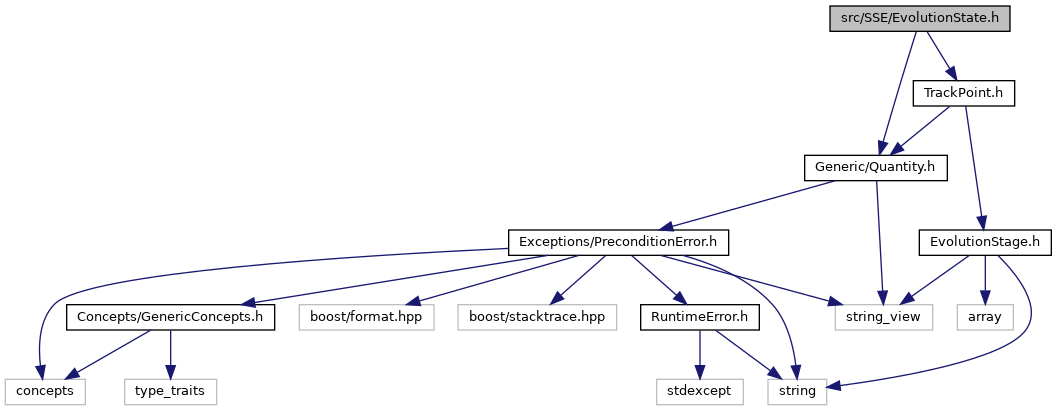 src/SSE/EvolutionState.h
TrackPoint.h
Generic/Quantity.h
Exceptions/PreconditionError.h
EvolutionStage.h
Concepts/GenericConcepts.h
boost/format.hpp
boost/stacktrace.hpp
RuntimeError.h
string_view
array
concepts
type_traits
stdexcept
string